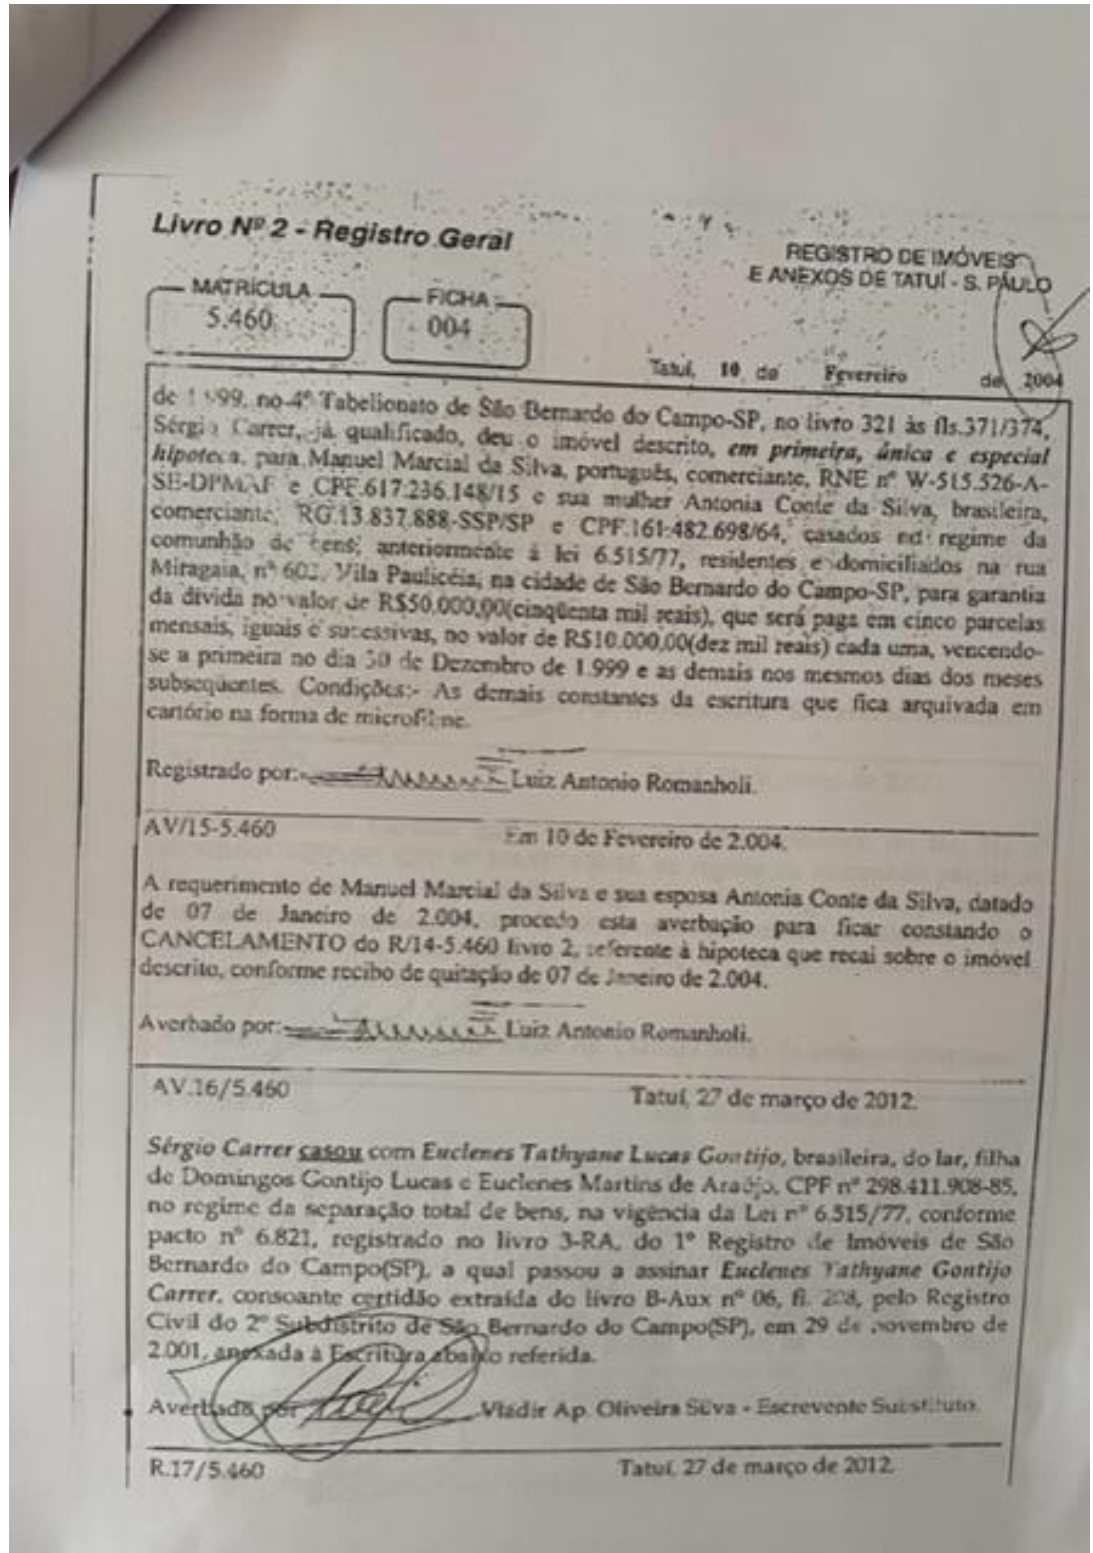 Livro Nº 2 - Registro Geral
REGISTRO DE IMÓVEIS
E ANEXOS DE TATUÍ - S. PAULO
MATRÍCULA
5.460
FICHA
004
Tatuí, 10 de Fevereiro de 2004
de 1.999, no 4º Tabelionato de São Bernardo do Campo-SP, no livro 321 às fls.371/374,
Sérgio Carrer, já qualificado, deu o imóvel descrito, em primeira, única e especial
hipoteca, para Manuel Marcial da Silva, português, comerciante, RNE nº W-515.526-A-
SE-DPMAF e CPF.617.236.148/15 e sua mulher Antonia Conte da Silva, brasileira,
comerciante, RG.13.837.888-SSP/SP e CPF.161.482.698/64, casados no regime da
comunhão de bens, anteriormente à lei 6.515/77, residentes e domiciliados na rua
Miragaia, nº Vila Paulicéia, na cidade de São Bernardo do Campo-SP, para garantia
da dívida no valor de R$50.000,00(cinqüenta mil reais), que será paga em cinco parcelas
mensais, iguais e sucessivas, no valor de R$10.000,00(dez mil reais) cada uma, vencendo-
se a primeira no dia 30 de Dezembro de 1.999 e as demais nos mesmos dias dos meses
subseqüentes. Condições:- As demais constantes da escritura que fica arquivada em
cartório na forma de microfilme.
Registrado por: Luiz Antonio Romanholi.
AV/15-5.460 Em 10 de Fevereiro de 2.004.
A requerimento de Manuel Marcial da Silva e sua esposa Antonia Conte da Silva, datado
de 07 de Janeiro de 2.004, procedo esta averbação para ficar constando o
CANCELAMENTO do R/14-5.460 livro 2, referente à hipoteca que recai sobre o imóvel
descrito, conforme recibo de quitação de 07 de Janeiro de 2.004.
Averbado por: Luiz Antonio Romanholi.
AV.16/5.460 Tatuí, 27 de março de 2012.
Sérgio Carrer casou com Euclenes Tathyane Lucas Gontijo, brasileira, do lar, filha
de Domingos Gontijo Lucas e Euclenes Martins de Araújo, CPF nº 298.411.908-85,
no regime da separação total de bens, na vigência da Lei nº 6.515/77, conforme
pacto nº 6.821, registrado no livro 3-RA, do 1º Registro de Imóveis de São
Bernardo do Campo(SP), a qual passou a assinar Euclenes Tathyane Gontijo
Carrer, consoante certidão extraída do livro B-Aux nº 06, fl. pelo Registro
Civil do 2º Subdistrito de São Bernardo do Campo(SP), em 29 de novembro de
2.001, anexada à Escritura abaixo referida.
Averbado por Vladir Ap. Oliveira Silva - Escrevente Substituto.
R.17/5.460 Tatuí, 27 de março de 2012.